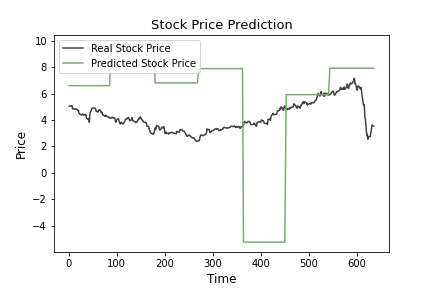 Stock Price Prediction
Real Stock Price
Predicted Stock Price
10
8
6
4
2
0
−2
−4
Price
0 100 200 300 400 500 600
Time